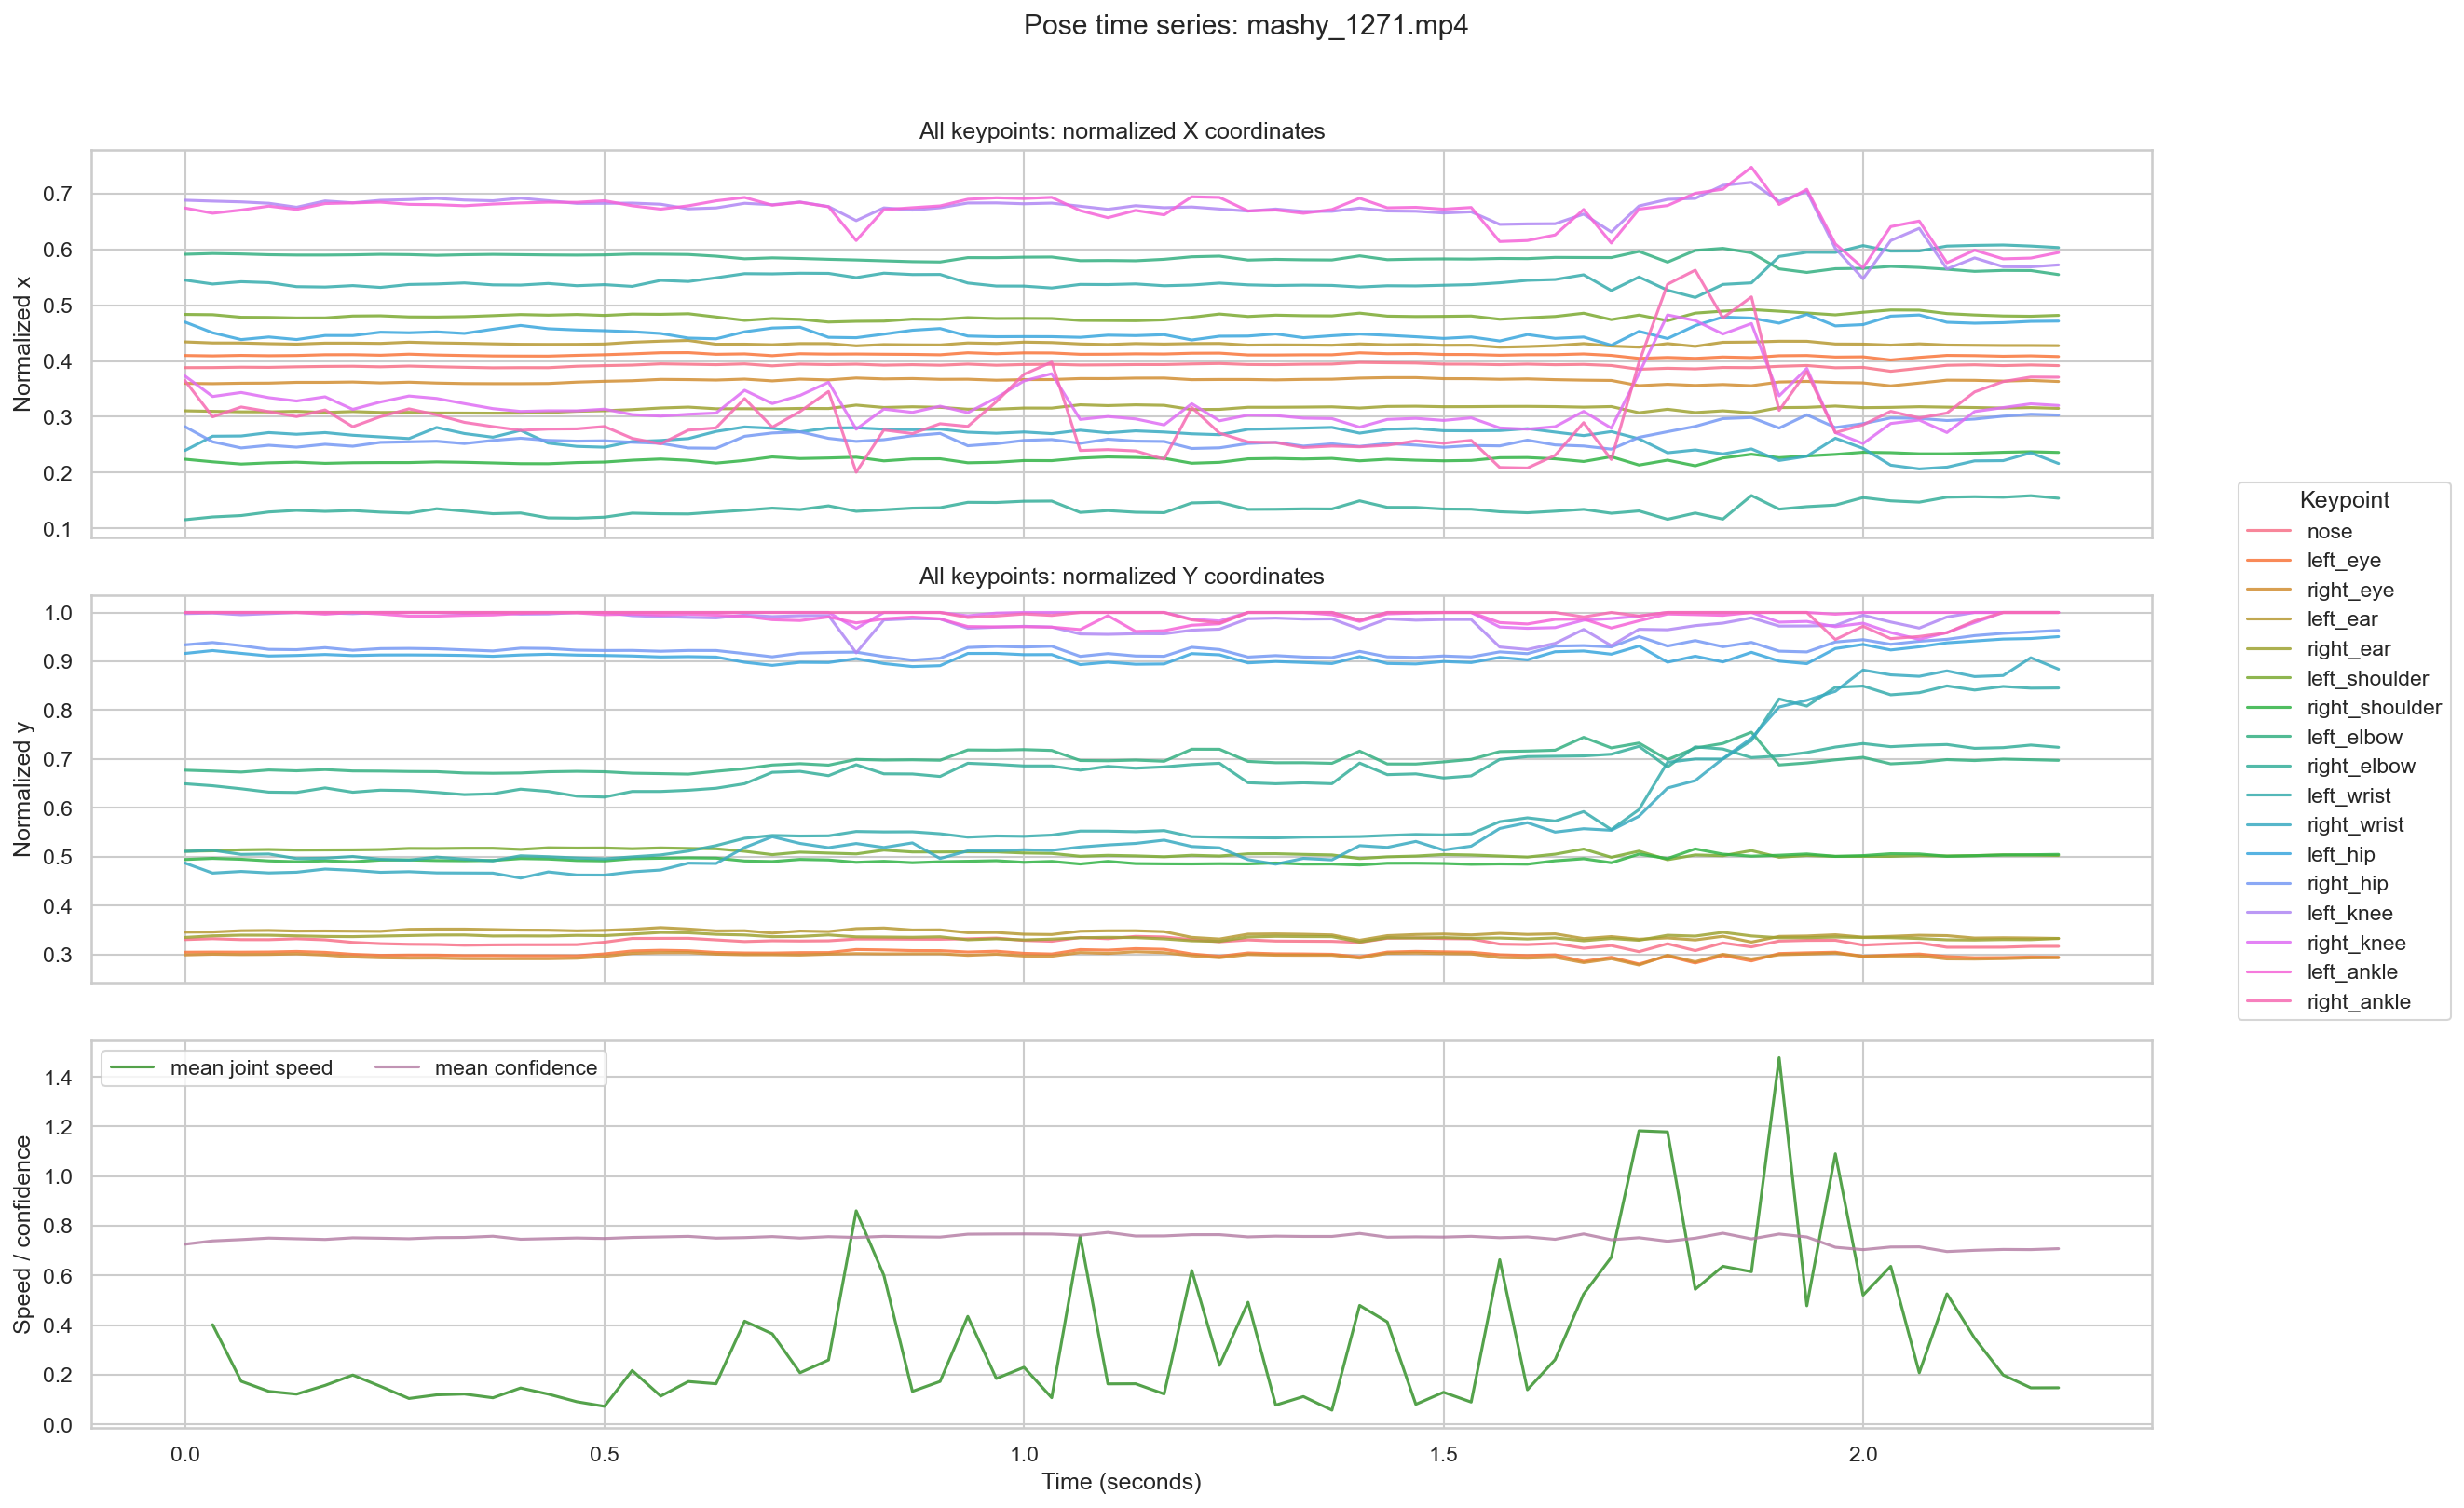 Pose time series: mashy_1271.mp4
All keypoints: normalized X coordinates
Normalized x
0.7
0.6
0.5
0.4
0.3
0.2
0.1
All keypoints: normalized Y coordinates
Normalized y
1.0
0.9
0.8
0.7
0.6
0.5
0.4
0.3
Keypoint
nose
left_eye
right_eye
left_ear
right_ear
left_shoulder
right_shoulder
left_elbow
right_elbow
left_wrist
right_wrist
left_hip
right_hip
left_knee
right_knee
left_ankle
right_ankle
mean joint speed
mean confidence
Speed / confidence
1.4
1.2
1.0
0.8
0.6
0.4
0.2
0.0
0.0
0.5
1.0
1.5
2.0
Time (seconds)